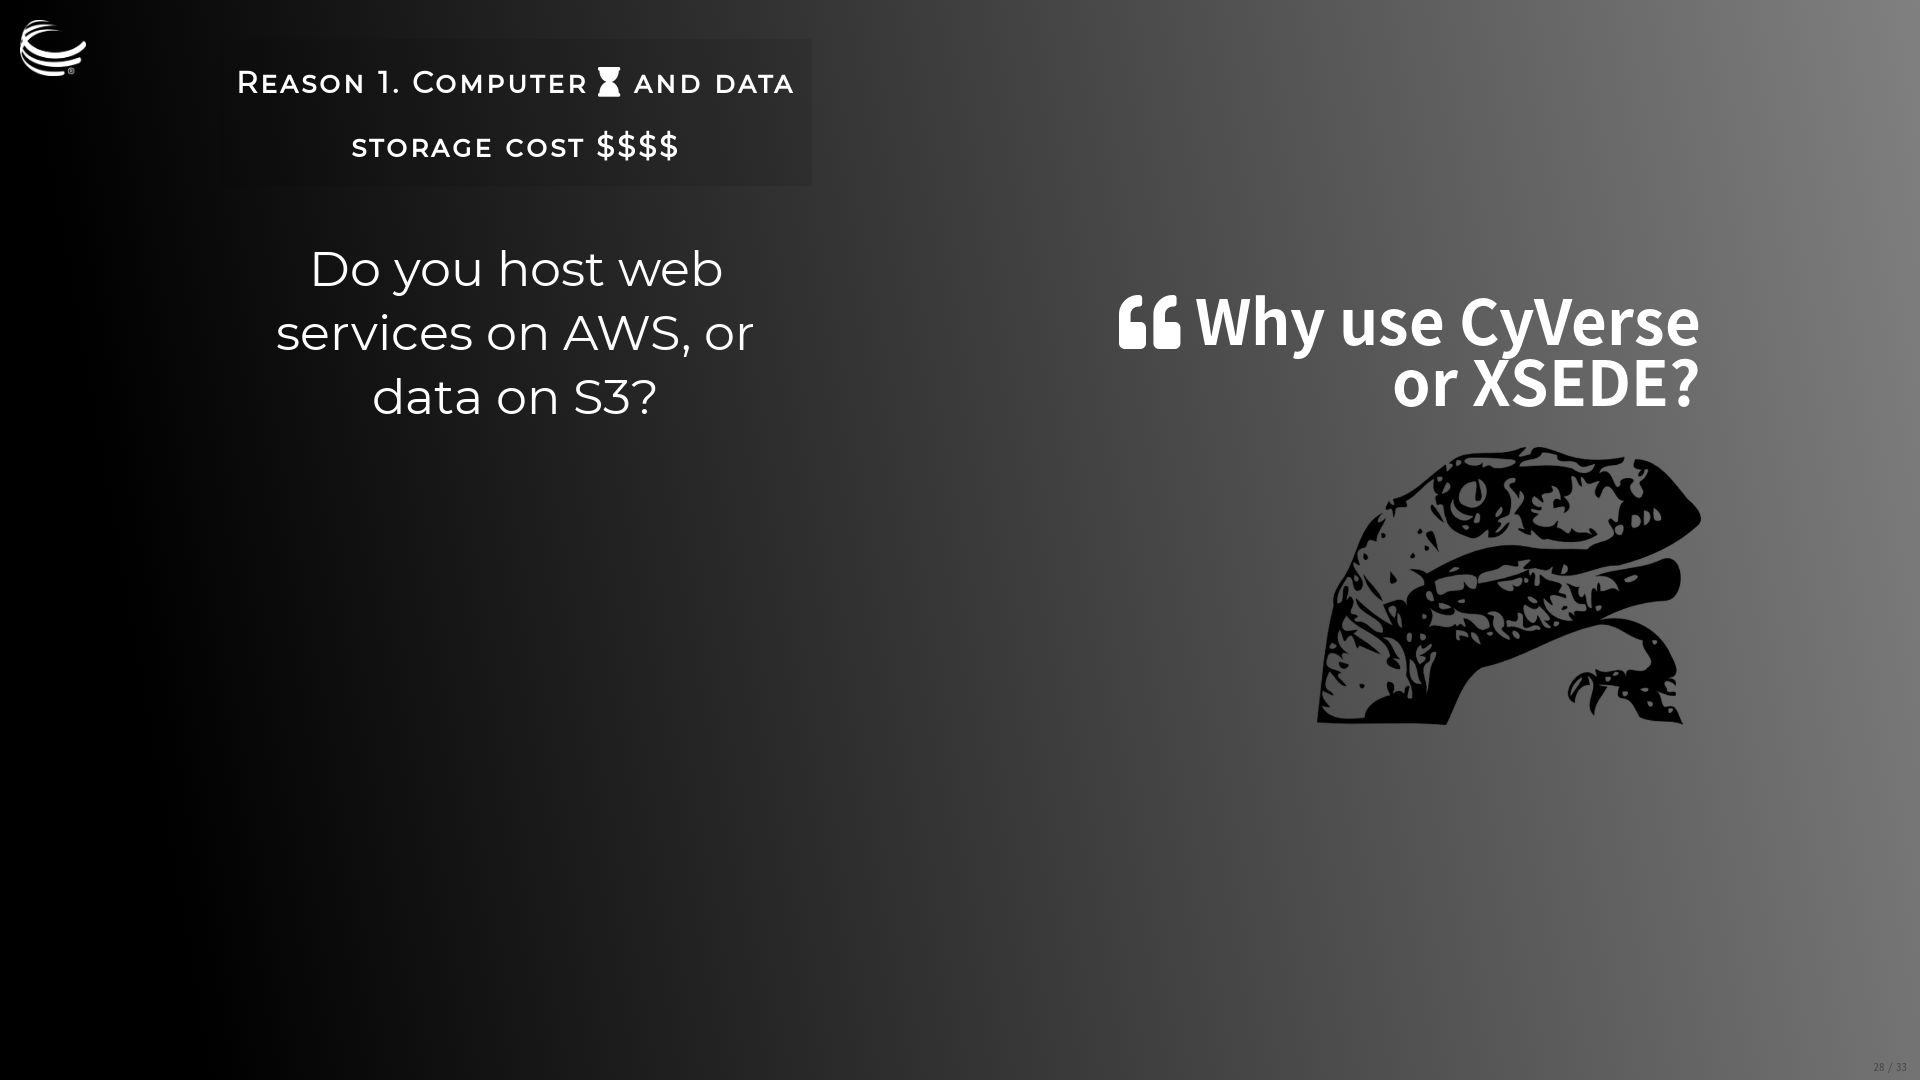 Reason 1. Computer and data
storage cost $$$$
Do you host web
services on AWS, or
data on S3?
“ Why use CyVerse
or XSEDE?
28 / 33